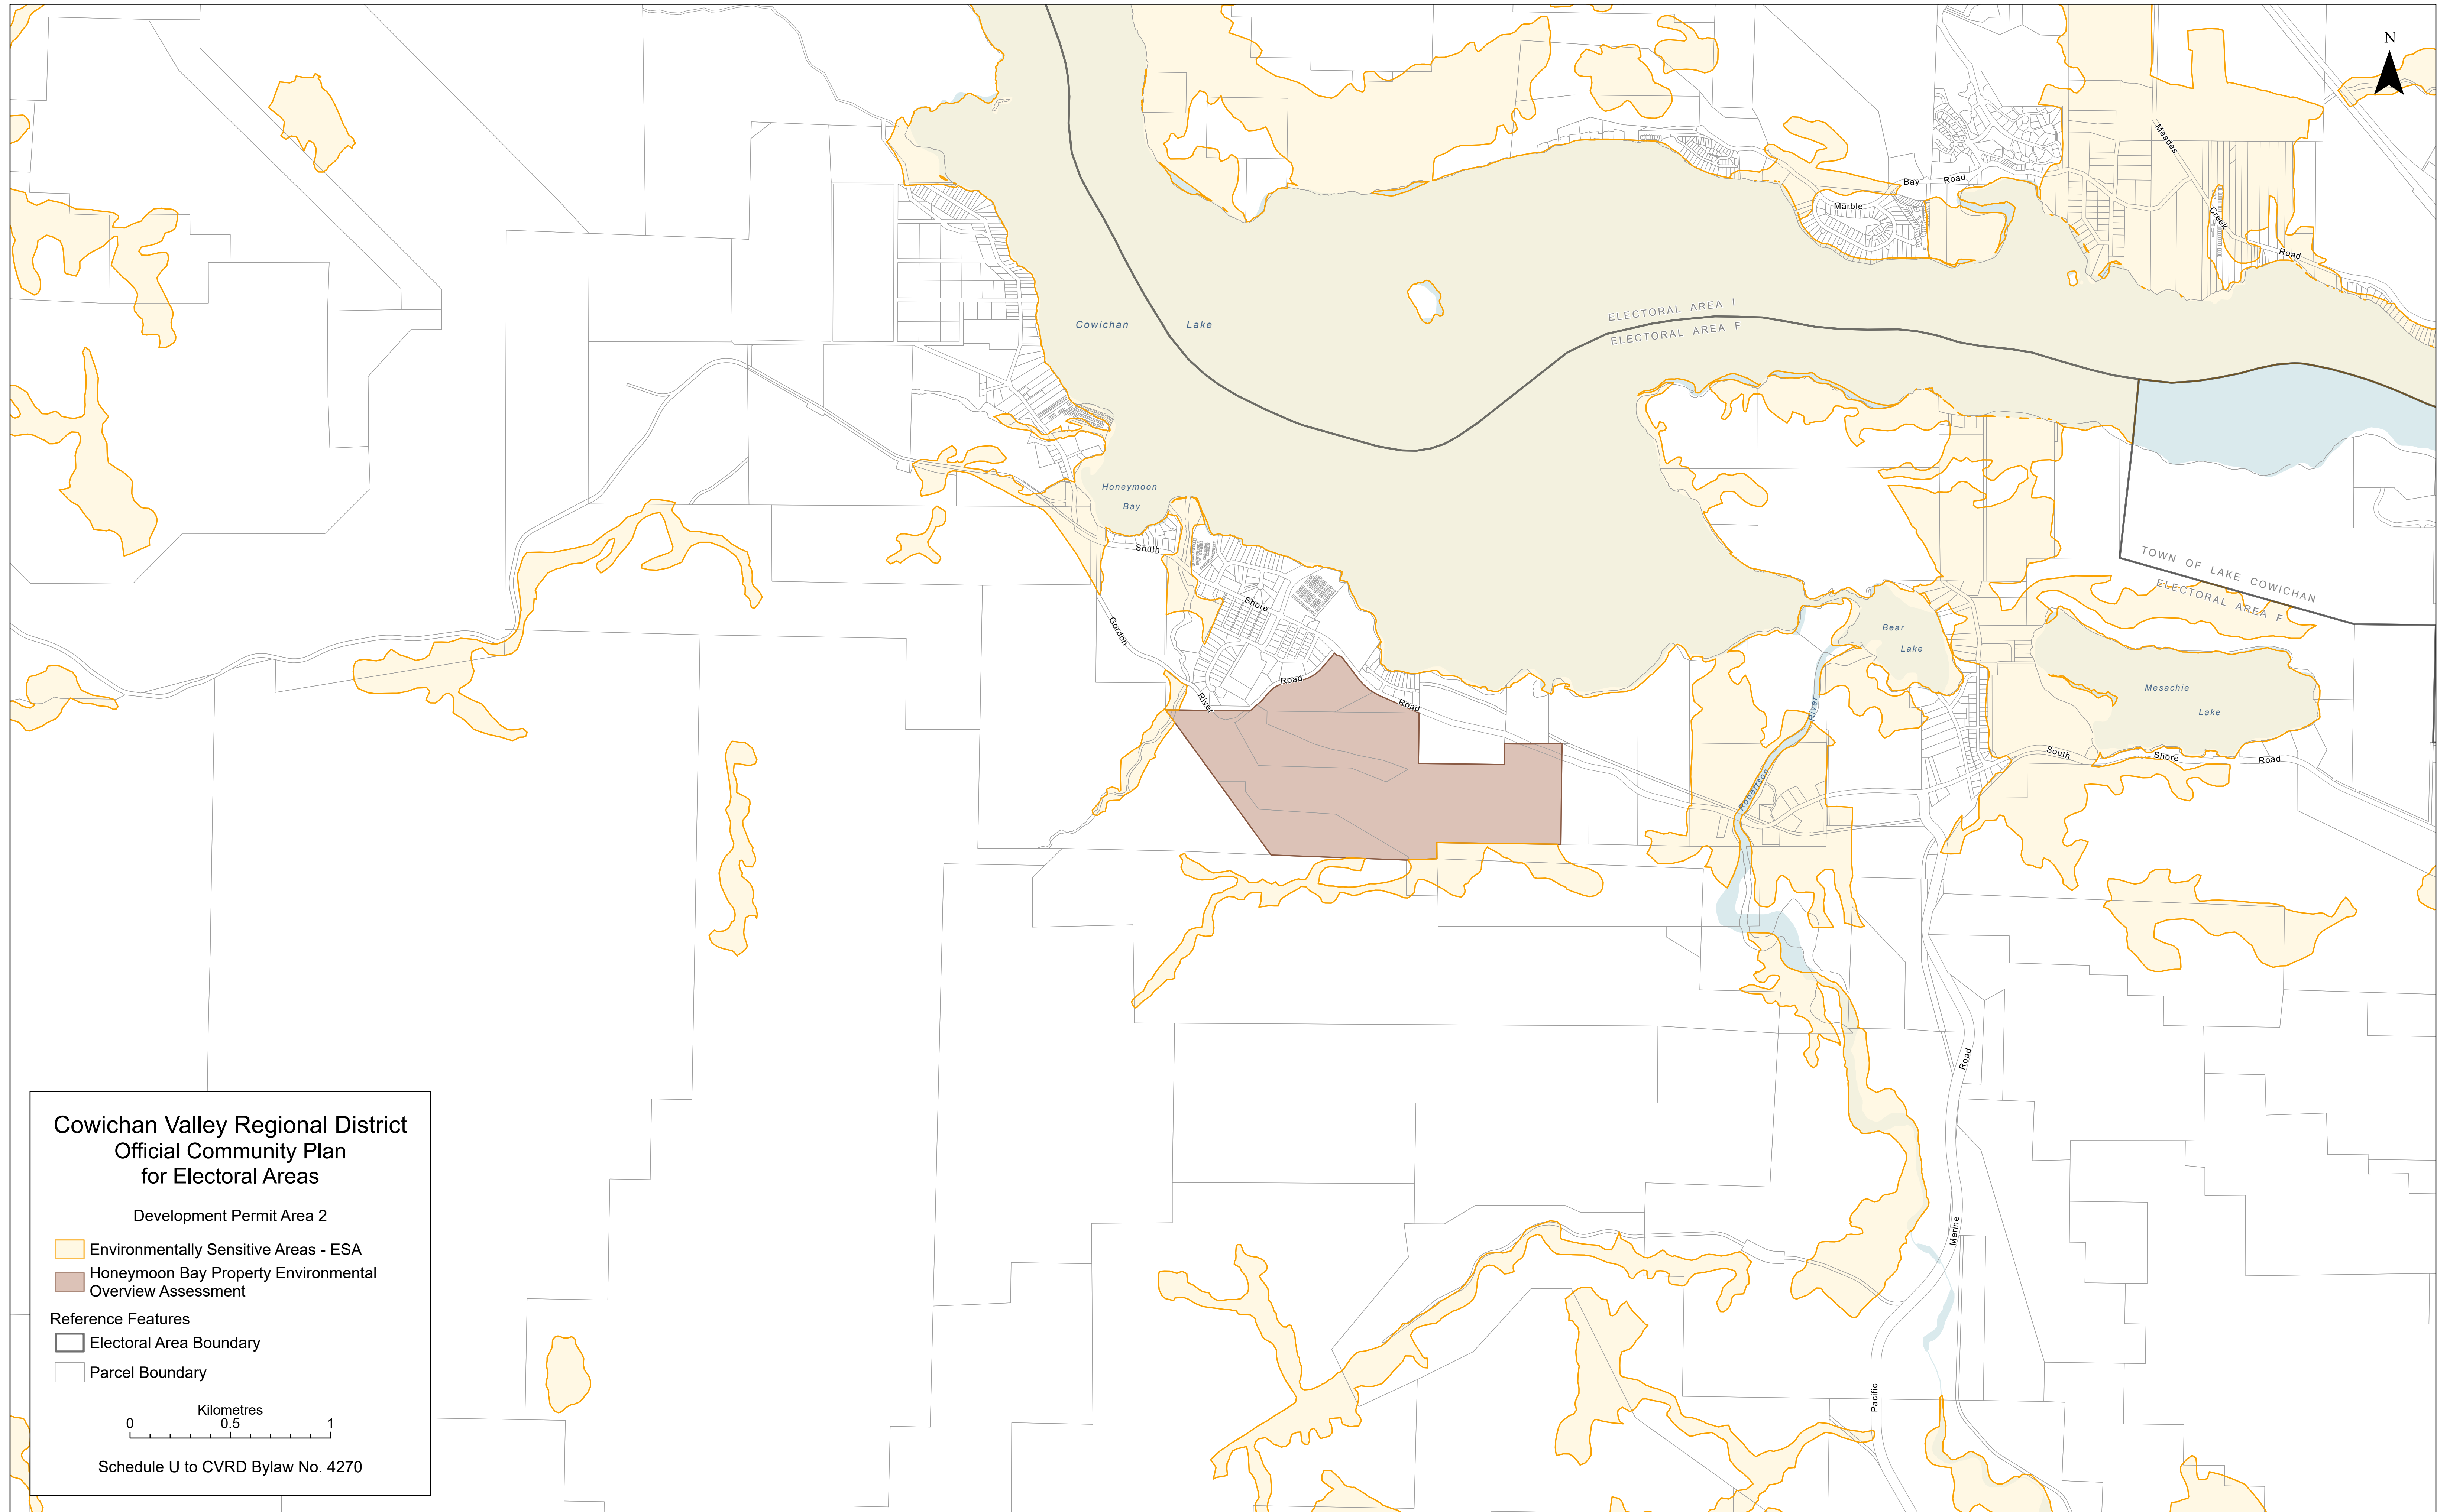 N
Meades
Bay Road
Marble
Creek
Road
ELECTORAL AREA I
ELECTORAL AREA F
Cowichan Lake
Honeymoon
Bay
South
TOWN OF LAKE COWICHAN
ELECTORAL AREA F
Shore
Gordon
Bear
Lake
Road
River
Road
Mesachie
Lake
River
Robertson
South Shore Road
Road
Marine
Pacific
Cowichan Valley Regional District
Official Community Plan
for Electoral Areas
Development Permit Area 2
Environmentally Sensitive Areas - ESA
Honeymoon Bay Property Environmental
Overview Assessment
Reference Features
Electoral Area Boundary
Parcel Boundary
Kilometres
0 0.5 1
Schedule U to CVRD Bylaw No. 4270